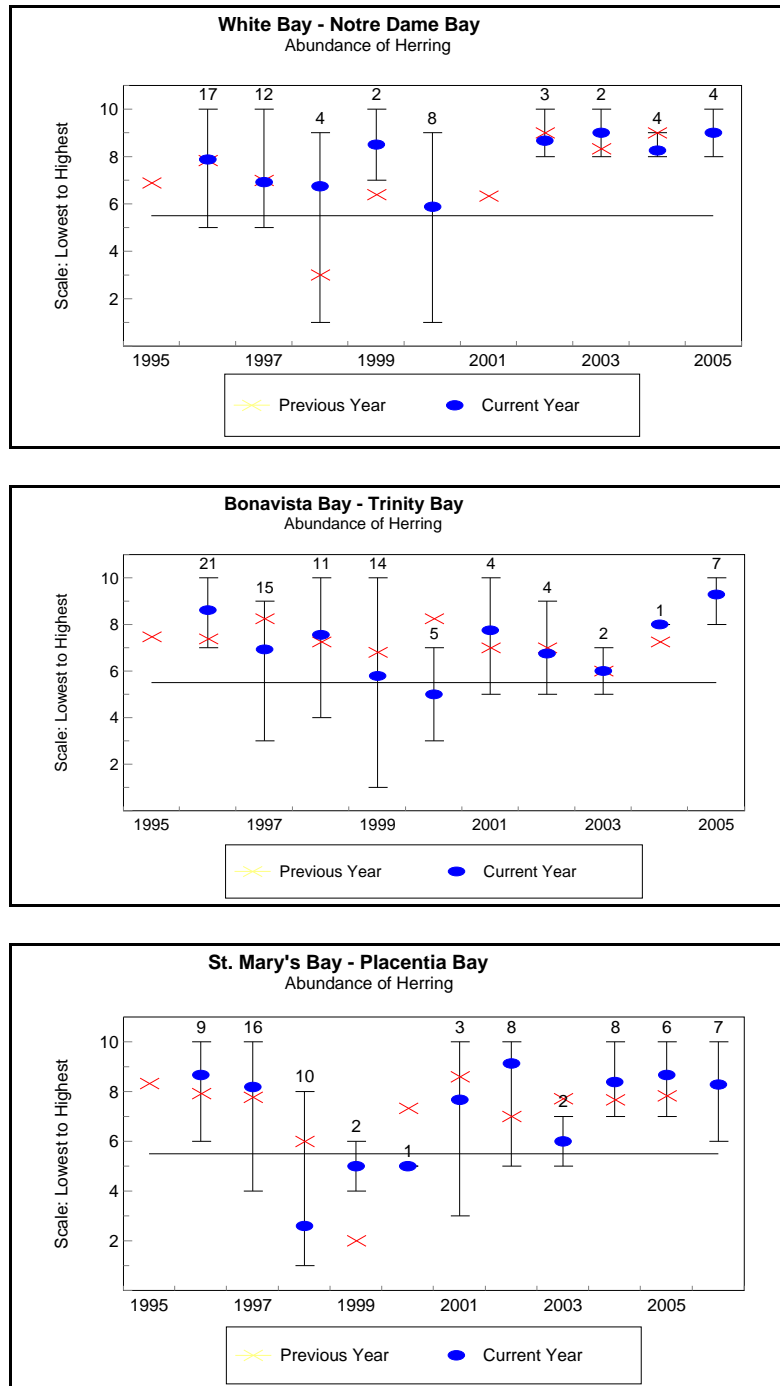 White Bay - Notre Dame Bay
Abundance of Herring
Scale: Lowest to Highest
10
8
6
4
2
17 12 4 2 8 3 2 4 4
1995 1997 1999 2001 2003 2005
Previous Year Current Year
Bonavista Bay - Trinity Bay
Abundance of Herring
Scale: Lowest to Highest
10
8
6
4
2
21 15 11 14 5 4 4 2 1 7
1995 1997 1999 2001 2003 2005
Previous Year Current Year
St. Mary's Bay - Placentia Bay
Abundance of Herring
Scale: Lowest to Highest
10
8
6
4
2
9 16 10 2 1 3 8 2 8 6 7
1995 1997 1999 2001 2003 2005
Previous Year Current Year